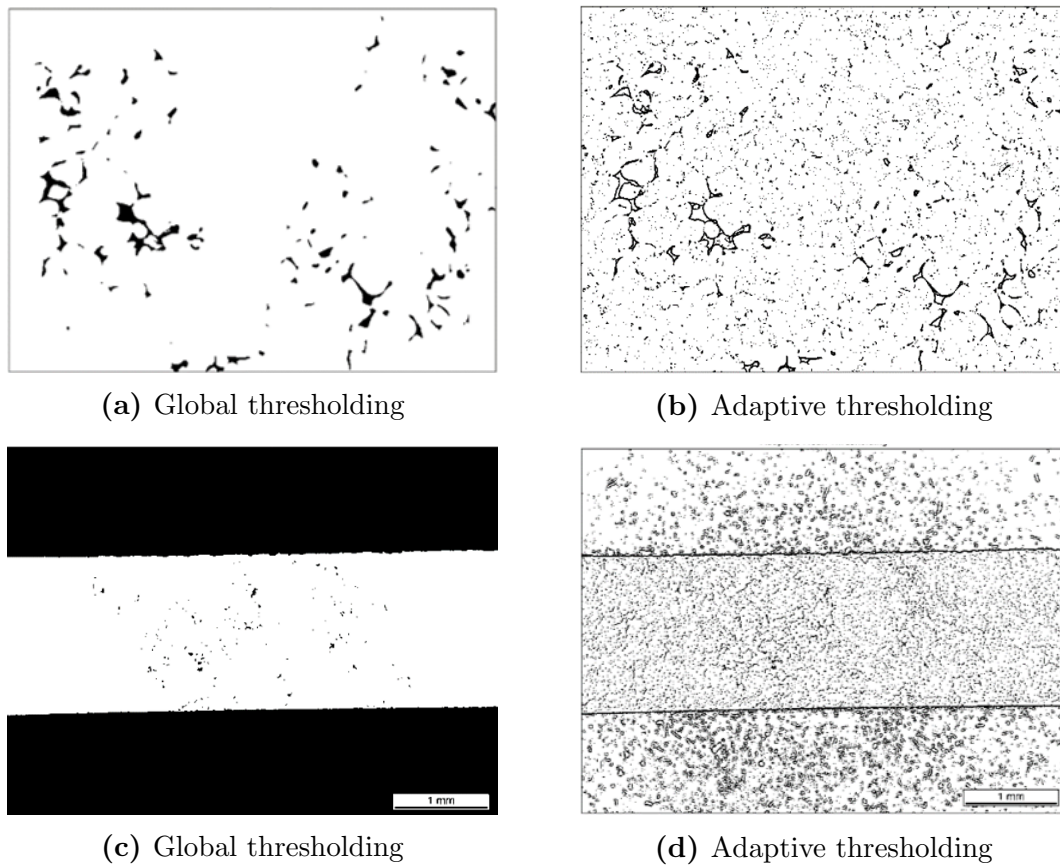 (a) Global thresholding
(b) Adaptive thresholding
1 mm
1 mm
(c) Global thresholding
(d) Adaptive thresholding